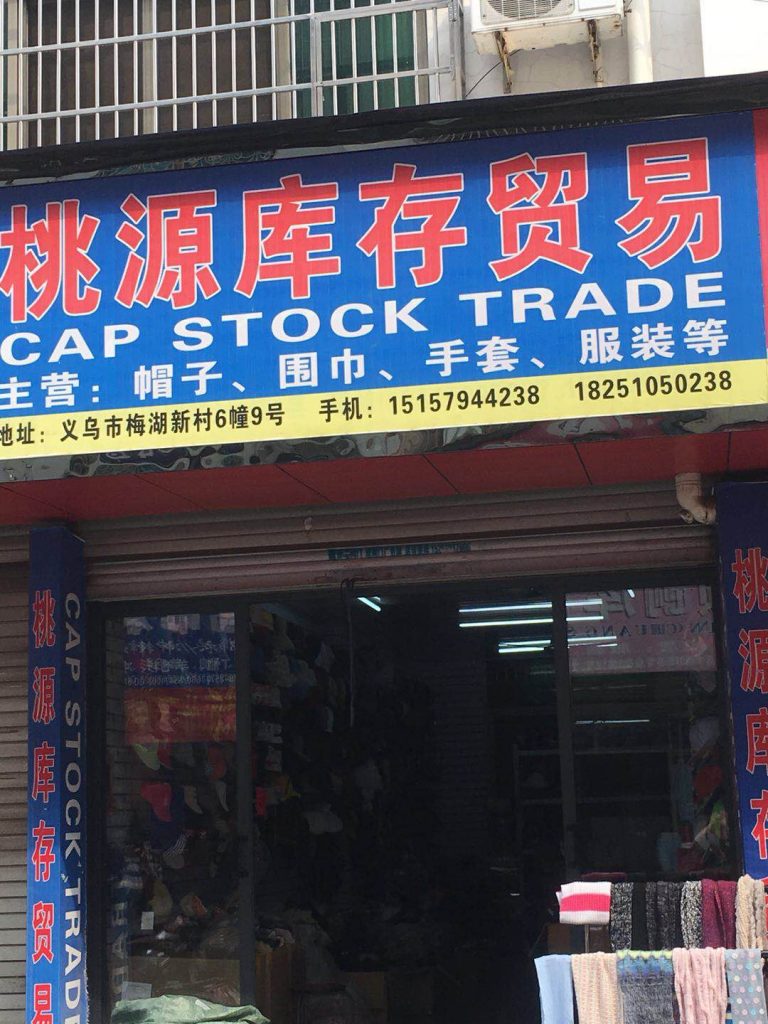 桃源库存贸易
CAP STOCK TRADE
主营：帽子、围巾、手套、服装等
地址：义乌市梅湖新村6幢9号 手机：15157944238 18251050238
桃源库存贸易
CAP STOCK TRADE
桃源库存